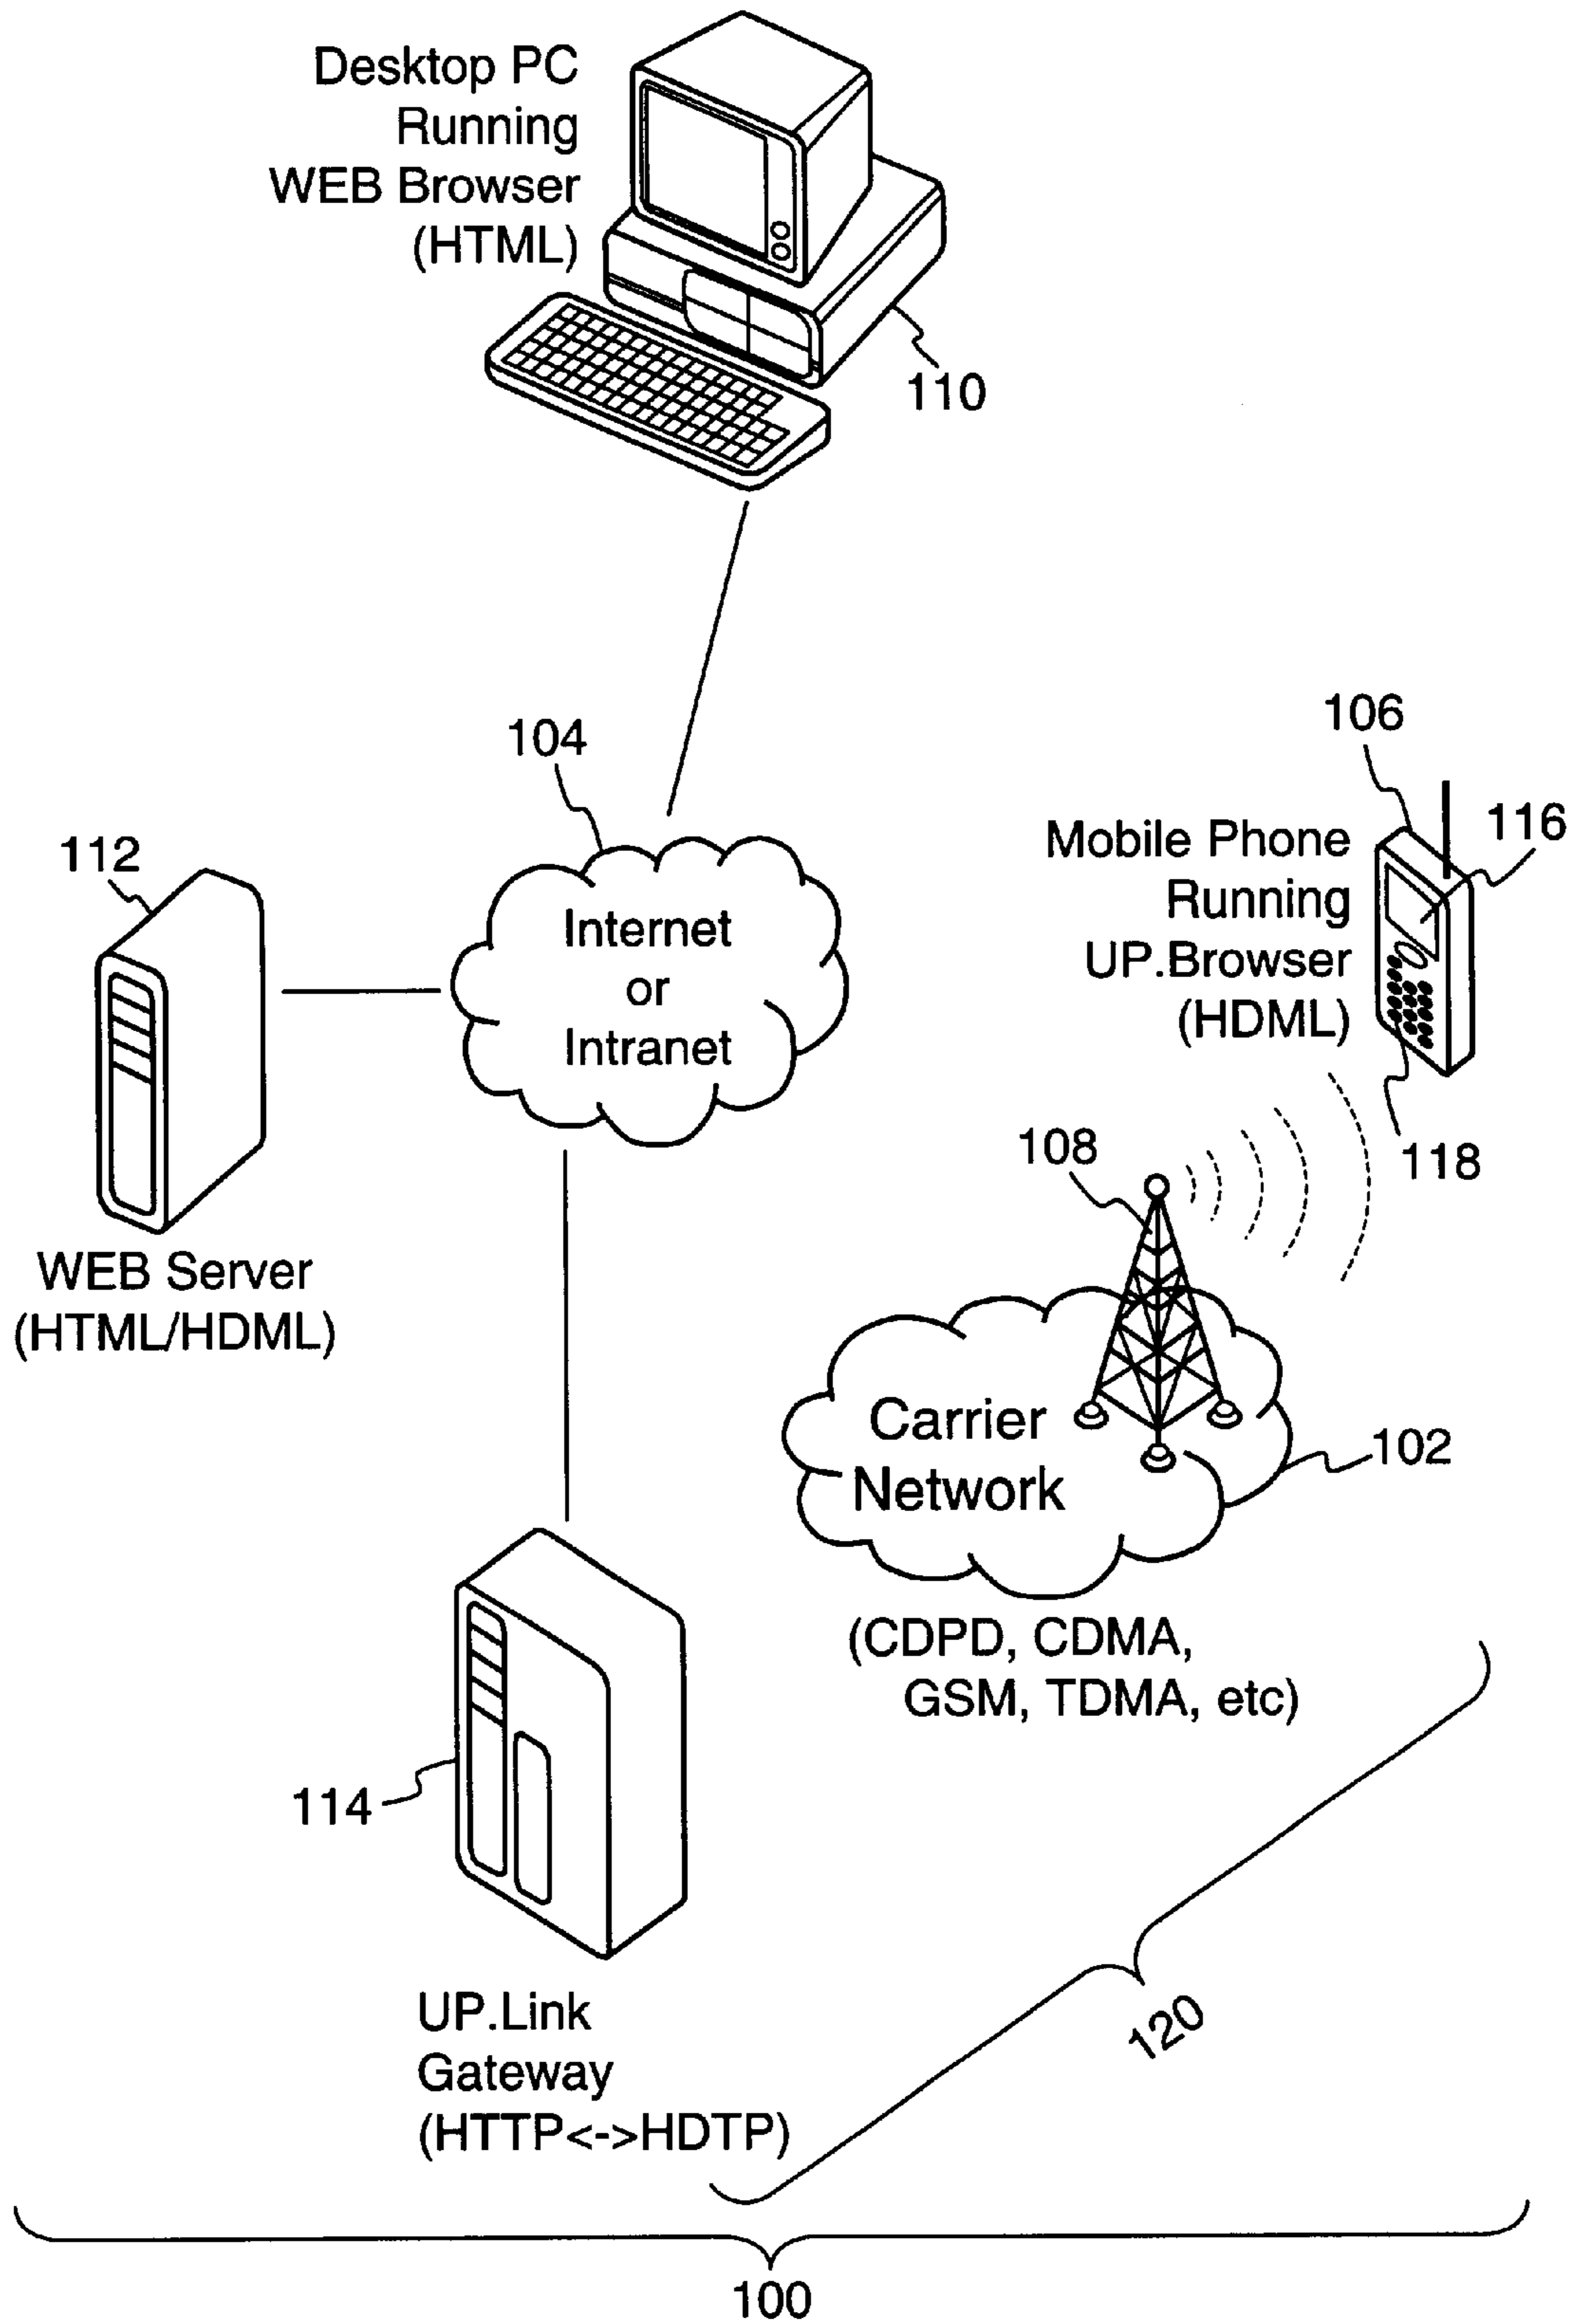 Desktop PC
Running
WEB Browser
(HTML)
110
104
106
116
112
Internet
or
Intranet
Mobile Phone
Running
UP.Browser
(HDML)
118
108
WEB Server
(HTML/HDML)
Carrier
Network
102
(CDPD, CDMA,
GSM, TDMA, etc)
114
UP.Link
Gateway
(HTTP<->HDTP)
120
100